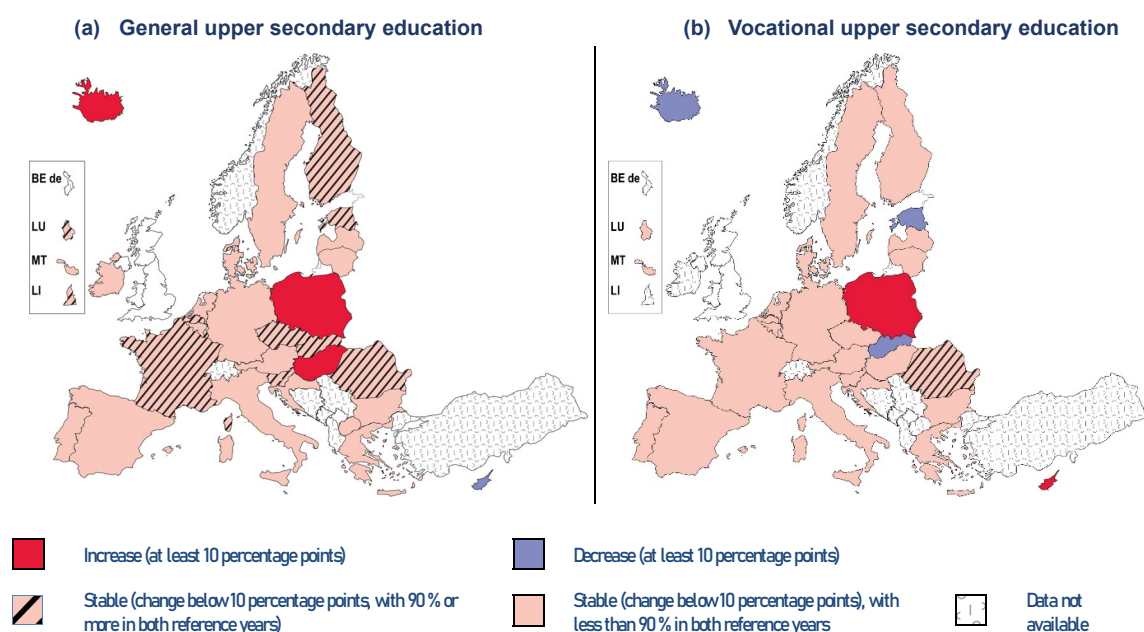 (a) General upper secondary education
(b) Vocational upper secondary education
BE de
LU
MT
LI
BE de
LU
MT
LI
Increase (at least 10 percentage points)
Decrease (at least 10 percentage points)
Stable (change below 10 percentage points, with 90 % or
more in both reference years)
Stable (change below 10 percentage points), with
less than 90 % in both reference years
Data not
available